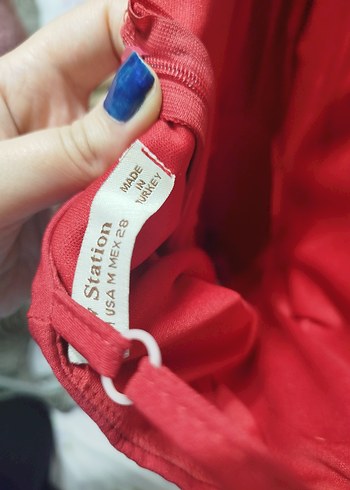 MADE
IN
TURKEY
Station
USA M MEX 28